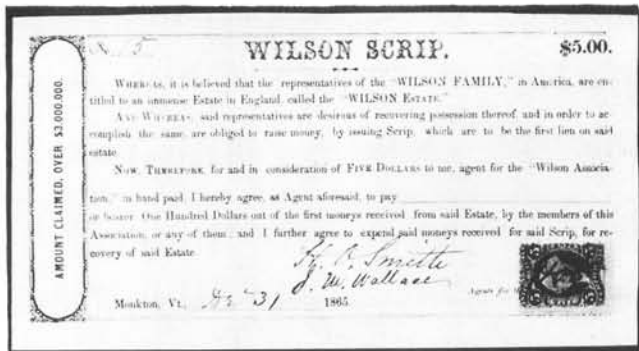 AMOUNT CLAIMED, OVER $3,000,000.
N 5
WILSON SCRIP. $5.00.
WHEREAS, it is believed that the representatives of the "WILSON FAMILY," in America, are en-
titled to an immense Estate in England, called the "WILSON ESTATE."
AND WHEREAS, said representatives are desirous of recovering possession thereof, and in order to ac-
complish the same, are obliged to raise money, by issuing Scrip, which are to be the first lien on said
estate.
NOW, THEREFORE, for and in consideration of FIVE DOLLARS to me, agent for the "Wilson Associa-
tion," in hand paid, I hereby agree, as Agent aforesaid, to pay
or bearer, One Hundred Dollars out of the first moneys received from said Estate, by the members of this
Association, or any of them, and I further agree to expend said moneys received for said Scrip, for re-
covery of said Estate.
Smith
J. W. Wallace
Agents for
Monkton, Vt., 31 1865